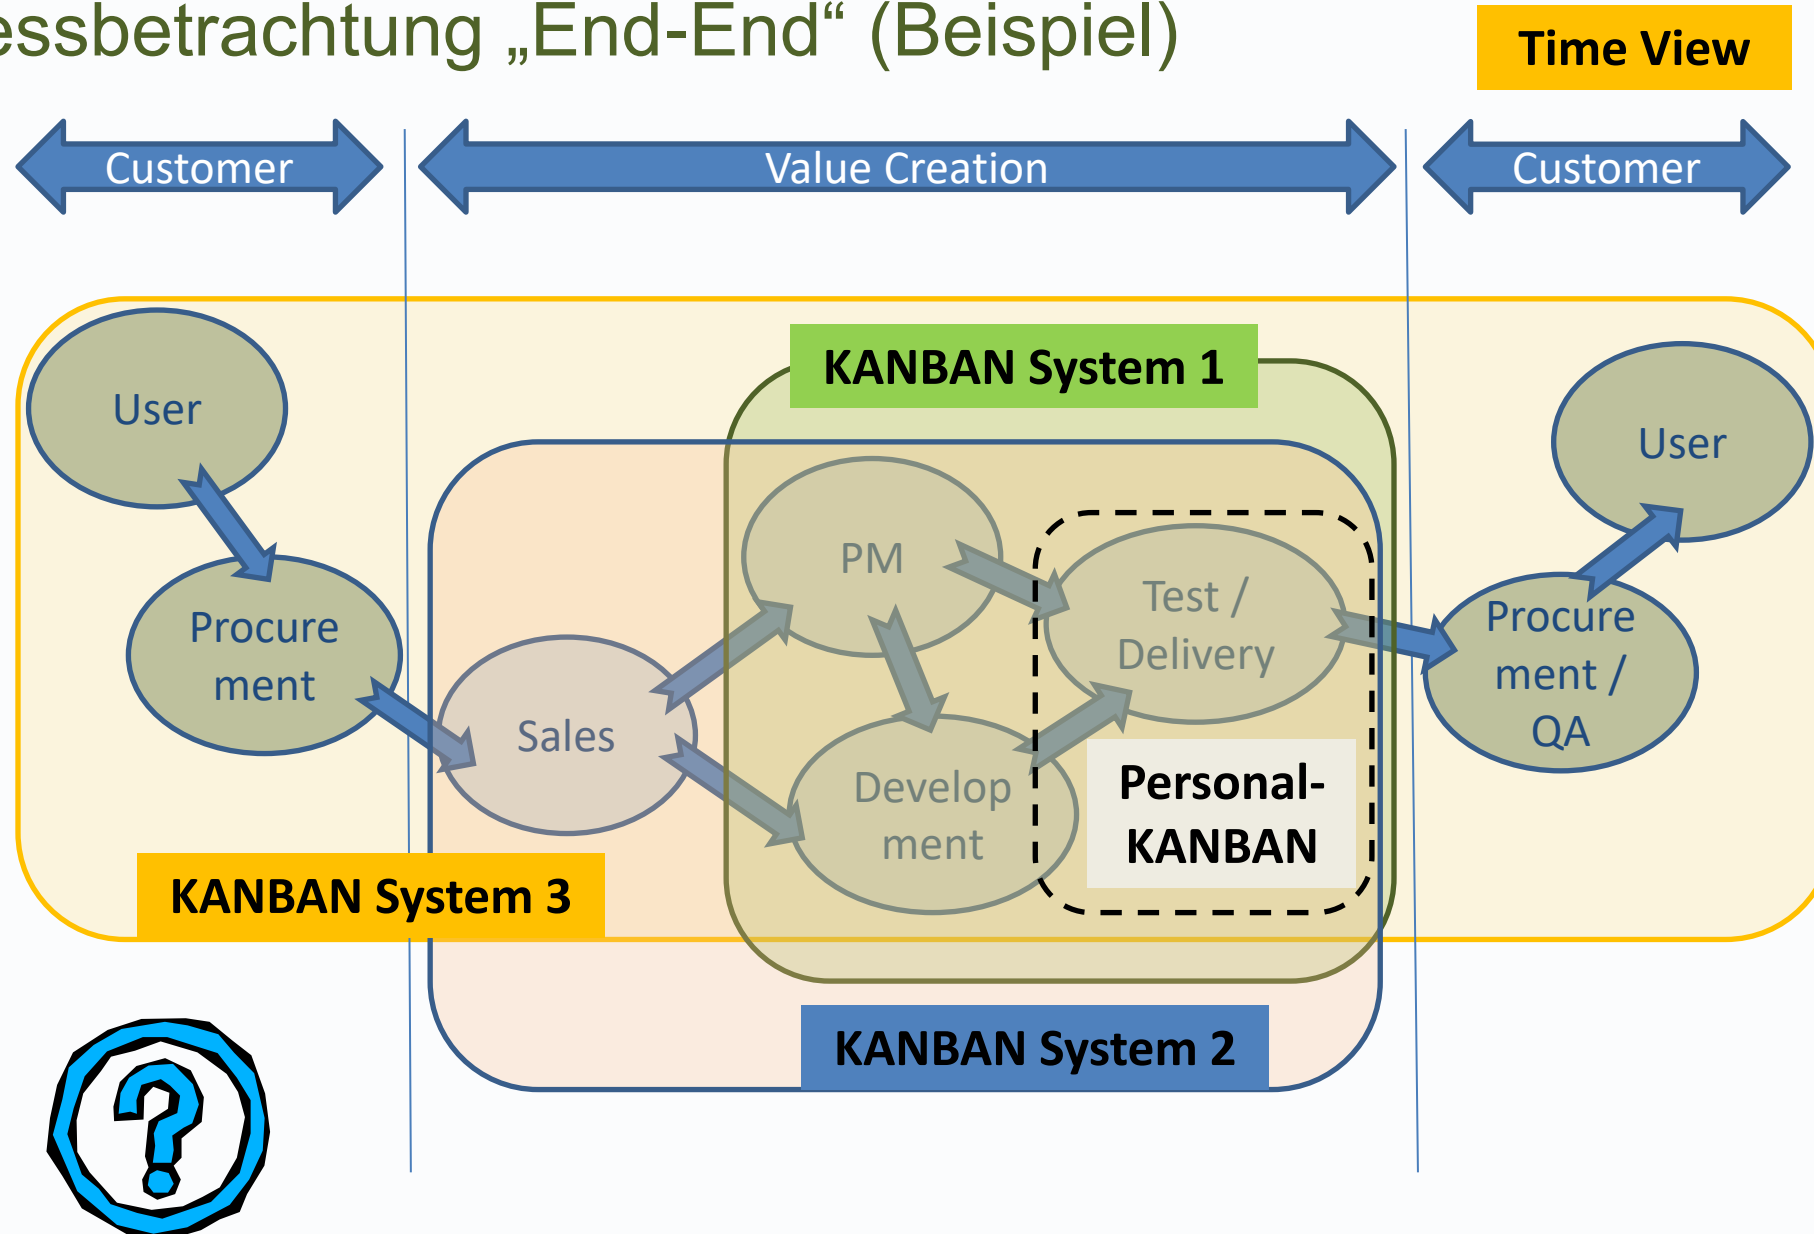 essbetrachtung „End-End“ (Beispiel)
Time View
Customer
Value Creation
Customer
KANBAN System 1
User
User
PM
Test /
Delivery
Procure
ment
Procure
ment /
QA
Sales
Develop
ment
Personal-
KANBAN
KANBAN System 3
KANBAN System 2
?